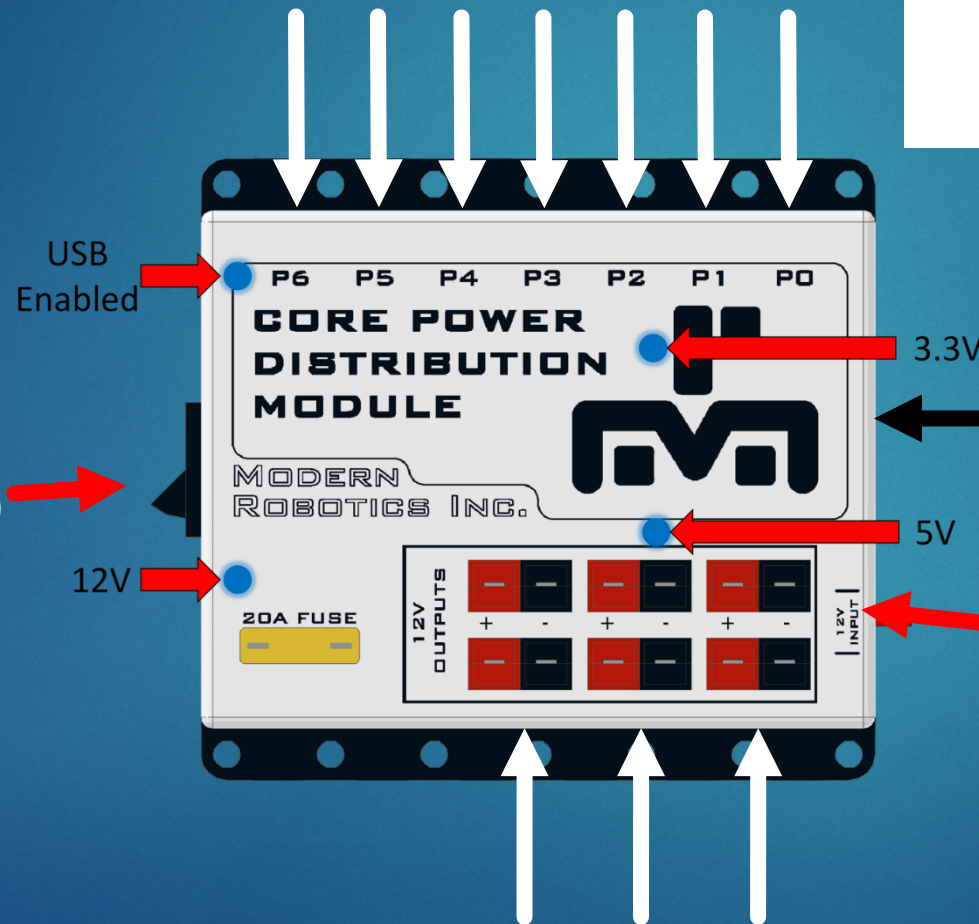 USB
Enabled
P6 P5 P4 P3 P2 P1 P0
CORE POWER
DISTRIBUTION
MODULE
3.3V
MODERN
ROBOTICS INC.
5V
12V
20A FUSE
12V
OUTPUTS
+ - + - + -
12V
INPUT